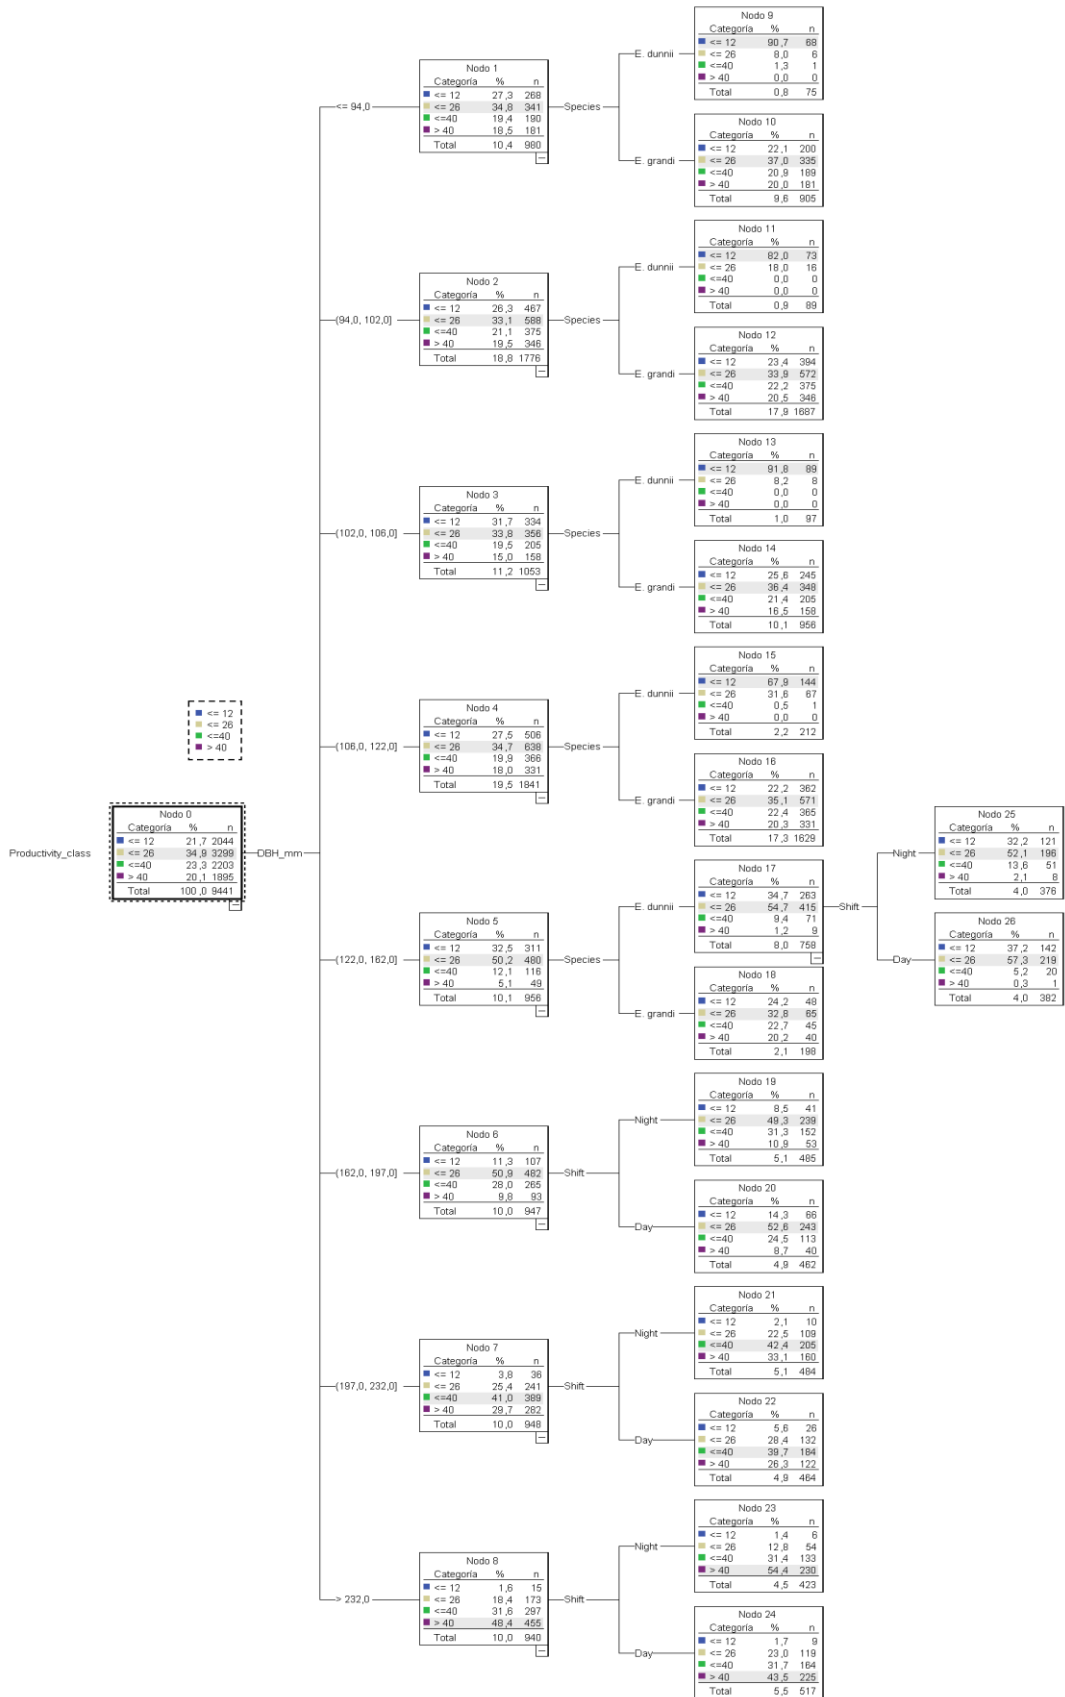 Nodo 9
Categoría % n
<= 12 90,7 68
<= 26 8,0 6
<=40 1,3 1
> 40 0,0 0
Total 0,8 75
E. dunnii
Nodo 1
Categoría % n
<= 12 27,3 268
<= 26 34,8 341
<=40 19,4 190
> 40 18,5 181
Total 10,4 980
<= 94,0
Species
Nodo 10
Categoría % n
<= 12 22,1 200
<= 26 37,0 335
<=40 20,9 189
> 40 20,0 181
Total 9,6 905
E. grandi
Nodo 11
Categoría % n
<= 12 82,0 73
<= 26 18,0 16
<=40 0,0 0
> 40 0,0 0
Total 0,9 89
E. dunnii
Nodo 2
Categoría % n
<= 12 26,3 467
<= 26 33,1 588
<=40 21,1 375
> 40 19,5 346
Total 18,8 1776
(94,0, 102,0]
Species
Nodo 12
Categoría % n
<= 12 23,4 394
<= 26 33,9 572
<=40 22,2 375
> 40 20,5 346
Total 17,9 1687
E. grandi
Nodo 13
Categoría % n
<= 12 91,8 89
<= 26 8,2 8
<=40 0,0 0
> 40 0,0 0
Total 1,0 97
E. dunnii
Nodo 3
Categoría % n
<= 12 31,7 334
<= 26 33,8 356
<=40 19,5 205
> 40 15,0 158
Total 11,2 1053
(102,0, 106,0]
Species
Nodo 14
Categoría % n
<= 12 25,6 245
<= 26 36,4 348
<=40 21,4 205
> 40 16,5 158
Total 10,1 956
E. grandi
Nodo 15
Categoría % n
<= 12 67,9 144
<= 26 31,6 67
<=40 0,5 1
> 40 0,0 0
Total 2,2 212
E. dunnii
Nodo 4
Categoría % n
<= 12 27,5 506
<= 26 34,7 638
<=40 19,9 366
> 40 18,0 331
Total 19,5 1841
(106,0, 122,0]
Species
Nodo 16
Categoría % n
<= 12 22,2 362
<= 26 35,1 571
<=40 22,4 365
> 40 20,3 331
Total 17,3 1629
E. grandi
<= 12
<= 26
<=40
> 40
Productivity_class
Nodo 0
Categoría % n
<= 12 21,7 2044
<= 26 34,9 3299
<=40 23,3 2203
> 40 20,1 1895
Total 100,0 9441
DBH_mm
Nodo 17
Categoría % n
<= 12 34,7 263
<= 26 54,7 415
<=40 9,4 71
> 40 1,2 9
Total 8,0 758
E. dunnii
Shift
Nodo 25
Categoría % n
<= 12 32,2 121
<= 26 52,1 196
<=40 13,6 51
> 40 2,1 8
Total 4,0 376
Night
Nodo 26
Categoría % n
<= 12 37,2 142
<= 26 57,3 219
<=40 5,2 20
> 40 0,3 1
Total 4,0 382
Day
Nodo 5
Categoría % n
<= 12 32,5 311
<= 26 50,2 480
<=40 12,1 116
> 40 5,1 49
Total 10,1 956
(122,0, 162,0]
Species
Nodo 18
Categoría % n
<= 12 24,2 48
<= 26 32,8 65
<=40 22,7 45
> 40 20,2 40
Total 2,1 198
E. grandi
Nodo 19
Categoría % n
<= 12 8,5 41
<= 26 49,3 239
<=40 31,3 152
> 40 10,9 53
Total 5,1 485
Night
Nodo 6
Categoría % n
<= 12 11,3 107
<= 26 50,9 482
<=40 28,0 265
> 40 9,8 93
Total 10,0 947
(162,0, 197,0]
Shift
Nodo 20
Categoría % n
<= 12 14,3 66
<= 26 52,6 243
<=40 24,5 113
> 40 8,7 40
Total 4,9 462
Day
Nodo 21
Categoría % n
<= 12 2,1 10
<= 26 22,5 109
<=40 42,4 205
> 40 33,1 160
Total 5,1 484
Night
Nodo 7
Categoría % n
<= 12 3,8 36
<= 26 25,4 241
<=40 41,0 389
> 40 29,7 282
Total 10,0 948
(197,0, 232,0]
Shift
Nodo 22
Categoría % n
<= 12 5,6 26
<= 26 28,4 132
<=40 39,7 184
> 40 26,3 122
Total 4,9 464
Day
Nodo 23
Categoría % n
<= 12 1,4 6
<= 26 12,8 54
<=40 31,4 133
> 40 54,4 230
Total 4,5 423
Night
Nodo 8
Categoría % n
<= 12 1,6 15
<= 26 18,4 173
<=40 31,6 297
> 40 48,4 455
Total 10,0 940
> 232,0
Shift
Nodo 24
Categoría % n
<= 12 1,7 9
<= 26 23,0 119
<=40 31,7 164
> 40 43,5 225
Total 5,5 517
Day